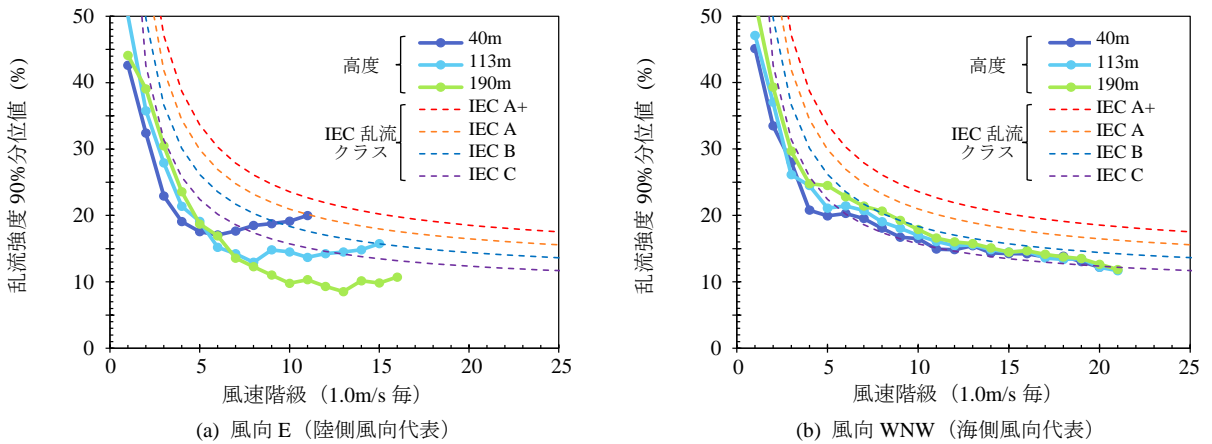 乱流強度 90%分位値 (%)
50
40
30
20
10
0
0 5 10 15 20 25
風速階級（1.0m/s 毎）
高度
40m
113m
190m
IEC 乱流
クラス
IEC A+
IEC A
IEC B
IEC C
(a) 風向 E（陸側風向代表）
乱流強度 90%分位値 (%)
50
40
30
20
10
0
0 5 10 15 20 25
風速階級（1.0m/s 毎）
高度
40m
113m
190m
IEC 乱流
クラス
IEC A+
IEC A
IEC B
IEC C
(b) 風向 WNW（海側風向代表）